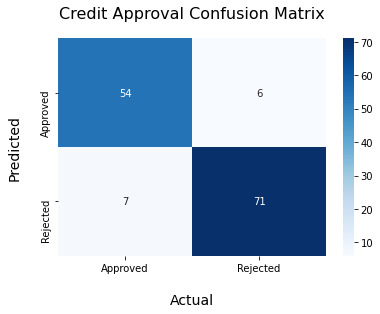 Credit Approval Confusion Matrix
Predicted
Approved
Rejected
54
6
7
71
Approved
Rejected
Actual
70
60
50
40
30
20
10